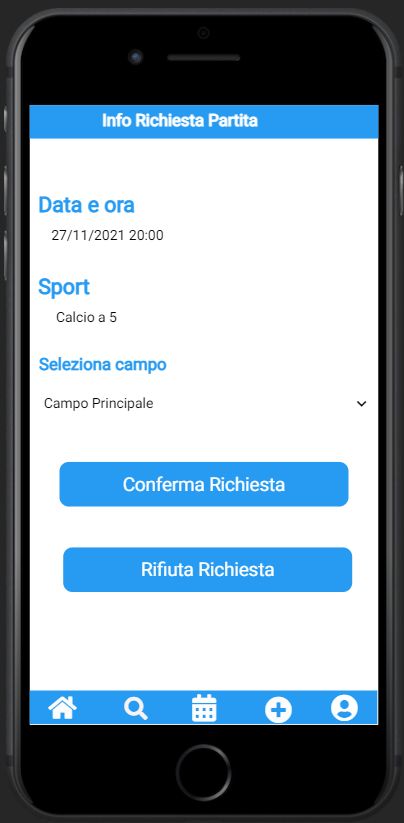 Info Richiesta Partita
Data e ora
27/11/2021 20:00
Sport
Calcio a 5
Seleziona campo
Campo Principale
Conferma Richiesta
Rifiuta Richiesta